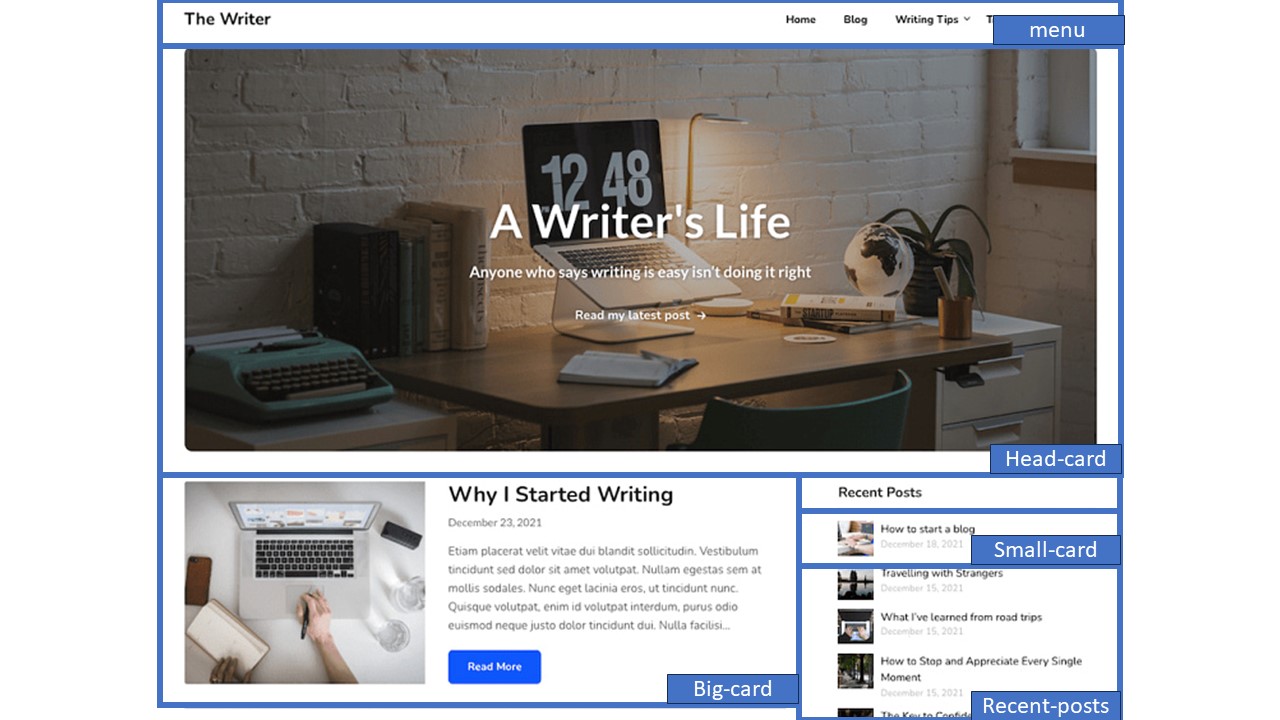 The Writer
Home Blog Writing Tips
menu
12 48
A Writer's Life
Anyone who says writing is easy isn't doing it right
Read my latest post →
Head-card
Why I Started Writing
December 23, 2021
Etiam placerat velit vitae dui blandit sollicitudin. Vestibulum
tincidunt sed dolor sit amet volutpat. Nullam egestas sem at
mollis sodales. Nunc eget lacinia eros, ut tincidunt nunc.
Quisque volutpat, enim id volutpat interdum, purus odio
euismod neque justo dolor tincidunt dui. Nulla facilisi...
Read More
Big-card
Recent Posts
How to start a blog
December 18, 2021
Small-card
Travelling with Strangers
December 15, 2021
What I've learned from road trips
December 15, 2021
How to Stop and Appreciate Every Single
Moment
December 15, 2021
Recent-posts
The Key to